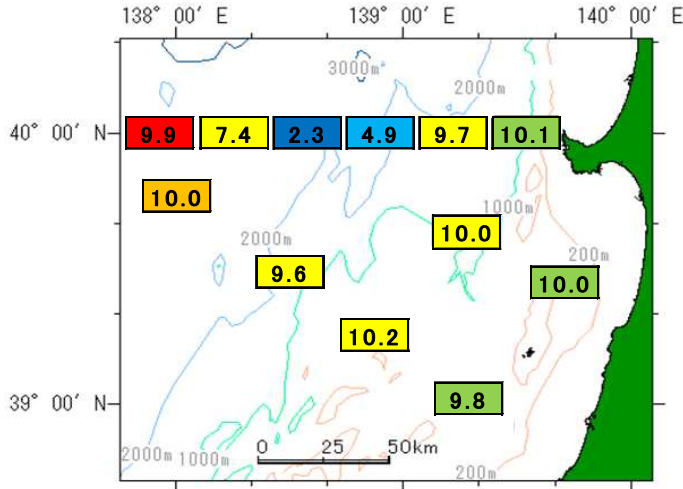 138° 00′ E 139° 00′ E 140° 00′ E
3000m
2000m
40° 00′ N
9.9 7.4 2.3 4.9 9.7 10.1
10.0
1000m
10.0
2000m
200m
9.6
10.0
10.2
9.8
39° 00′ N
0 25 50km
2000m 1000m
200m